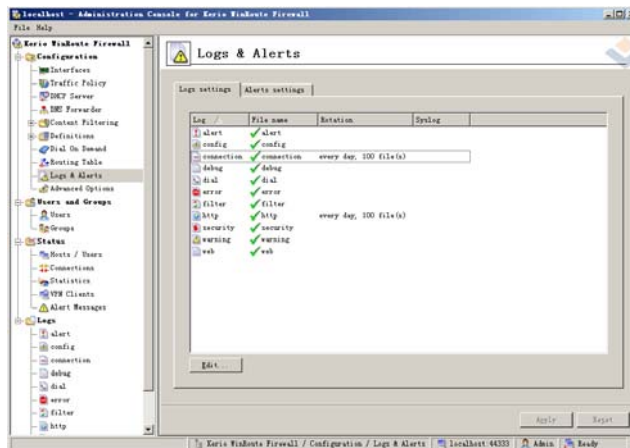 localhost - Administration Console for Kerio WinRoute Firewall
File Help
Kerio WinRoute Firewall
Configuration
Interfaces
Traffic Policy
DHCP Server
DNS Forwarder
Content Filtering
Definitions
Dial On Demand
Routing Table
Logs & Alerts
Advanced Options
Users and Groups
Users
Groups
Status
Hosts / Users
Connections
Statistics
VPN Clients
Alert Messages
Logs
alert
config
connection
debug
dial
error
filter
http
Logs & Alerts
Logs settings Alerts settings
Log File name Rotation Syslog
alert alert
config config
connection connection every day, 100 file(s)
debug debug
dial dial
error error
filter filter
http http every day, 100 file(s)
security security
warning warning
web web
Edit...
Apply Reset
Kerio WinRoute Firewall / Configuration / Logs & Alerts localhost:44333 Admin Ready